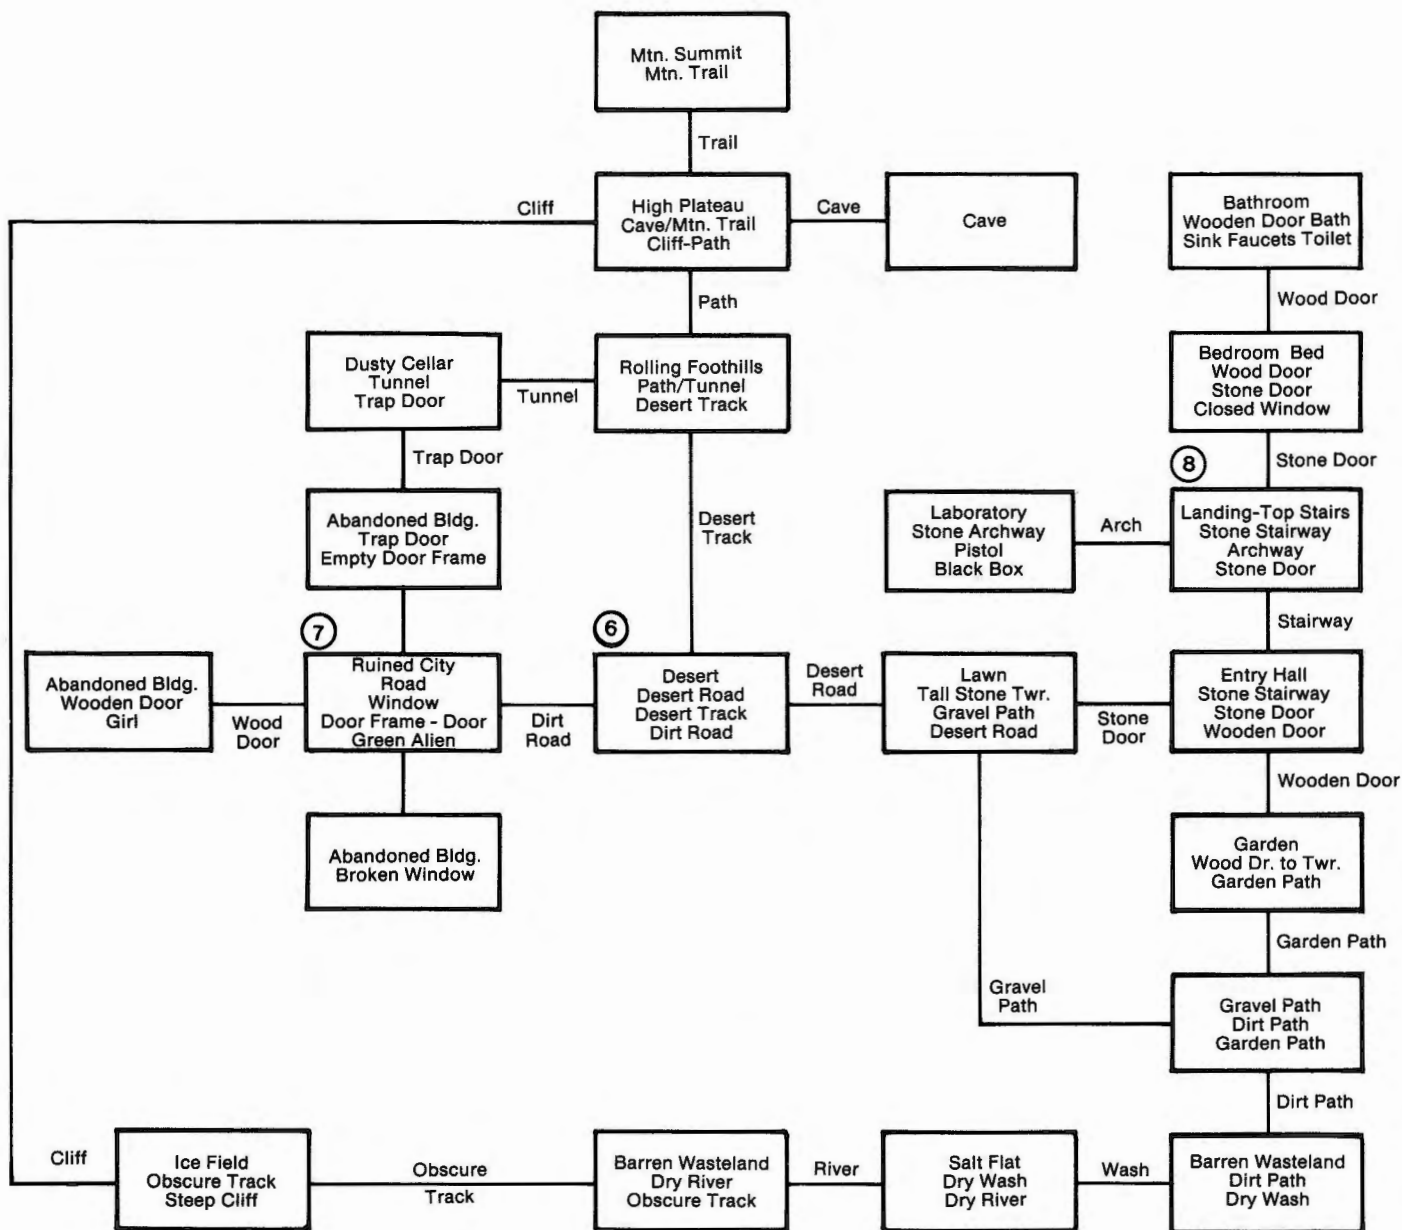 Mtn. Summit
Mtn. Trail
Trail
Cliff
High Plateau
Cave/Mtn. Trail
Cliff-Path
Cave
Cave
Bathroom
Wooden Door Bath
Sink Faucets Toilet
Path
Wood Door
Dusty Cellar
Tunnel
Trap Door
Tunnel
Rolling Foothills
Path/Tunnel
Desert Track
Bedroom Bed
Wood Door
Stone Door
Closed Window
Trap Door
8
Stone Door
Abandoned Bldg.
Trap Door
Empty Door Frame
Desert
Track
Laboratory
Stone Archway
Pistol
Black Box
Arch
Landing-Top Stairs
Stone Stairway
Archway
Stone Door
7
6
Stairway
Abandoned Bldg.
Wooden Door
Girl
Wood
Door
Ruined City
Road
Window
Door Frame - Door
Green Alien
Dirt
Road
Desert
Desert Road
Desert Track
Dirt Road
Desert
Road
Lawn
Tall Stone Twr.
Gravel Path
Desert Road
Stone
Door
Entry Hall
Stone Stairway
Stone Door
Wooden Door
Wooden Door
Abandoned Bldg.
Broken Window
Garden
Wood Dr. to Twr.
Garden Path
Garden Path
Gravel
Path
Gravel Path
Dirt Path
Garden Path
Dirt Path
Cliff
Ice Field
Obscure Track
Steep Cliff
Obscure
Track
Barren Wasteland
Dry River
Obscure Track
River
Salt Flat
Dry Wash
Dry River
Wash
Barren Wasteland
Dirt Path
Dry Wash